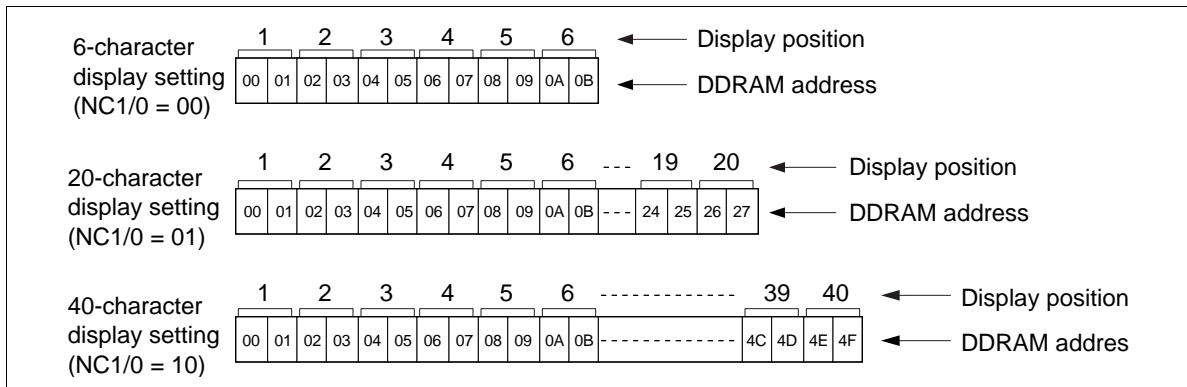 1 2 3 4 5 6 Display position
6-character
display setting
(NC1/0 = 00)
00 01 02 03 04 05 06 07 08 09 0A 0B DDRAM address
1 2 3 4 5 6 --- 19 20 Display position
20-character
display setting
(NC1/0 = 01)
00 01 02 03 04 05 06 07 08 09 0A 0B --- 24 25 26 27 DDRAM address
1 2 3 4 5 6 ------------ 39 40 Display position
40-character
display setting
(NC1/0 = 10)
00 01 02 03 04 05 06 07 08 09 0A 0B ------------ 4C 4D 4E 4F DDRAM addres